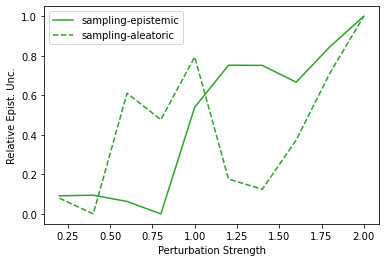 sampling-epistemic
sampling-aleatoric
Relative Epist. Unc.
1.0
0.8
0.6
0.4
0.2
0.0
0.25 0.50 0.75 1.00 1.25 1.50 1.75 2.00
Perturbation Strength